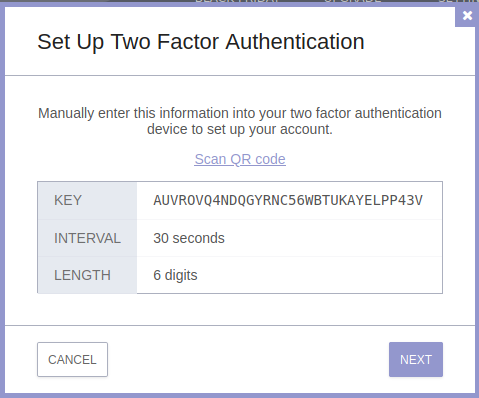 Set Up Two Factor Authentication
Manually enter this information into your two factor authentication
device to set up your account.
Scan QR code
KEY AUVROVQ4NDQGYRNC56WBTUKAYELPP43V
INTERVAL 30 seconds
LENGTH 6 digits
CANCEL NEXT